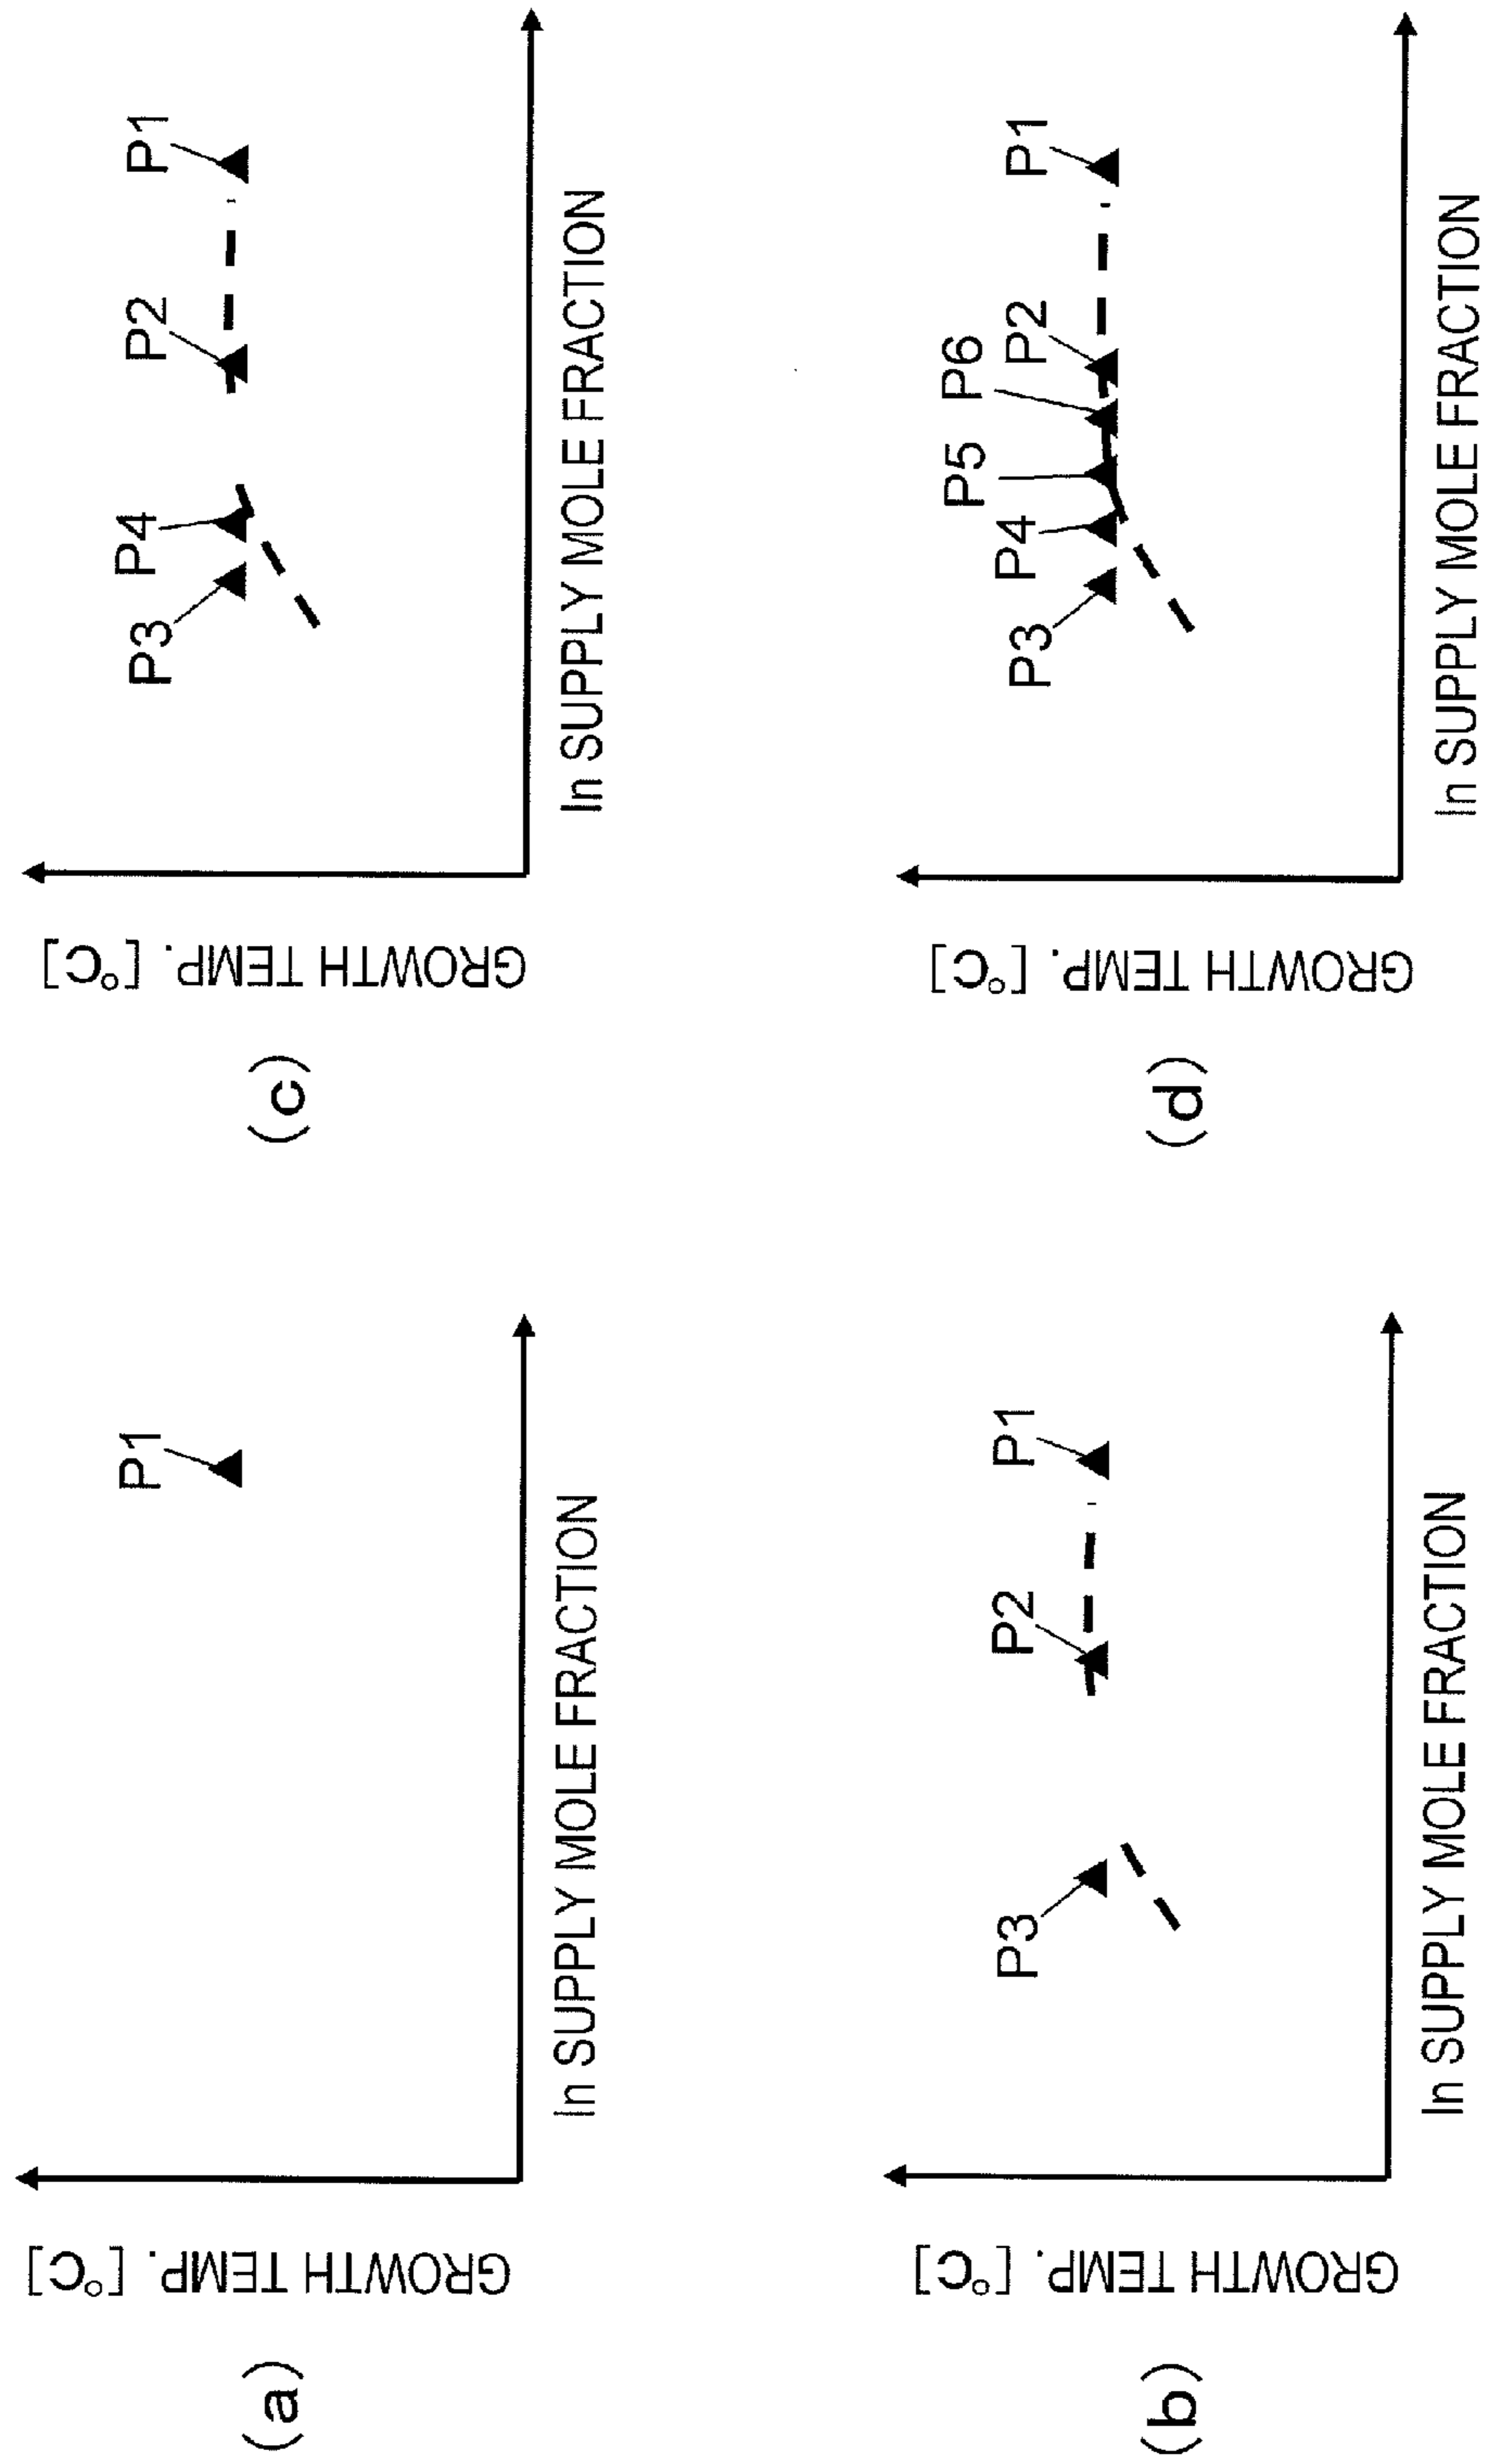 (a)
GROWTH TEMP. [°C]
P1
In SUPPLY MOLE FRACTION
(b)
GROWTH TEMP. [°C]
P3
P2
P1
In SUPPLY MOLE FRACTION
(c)
GROWTH TEMP. [°C]
P3
P4
P2
P1
In SUPPLY MOLE FRACTION
(d)
GROWTH TEMP. [°C]
P3
P4
P5
P6
P2
P1
In SUPPLY MOLE FRACTION